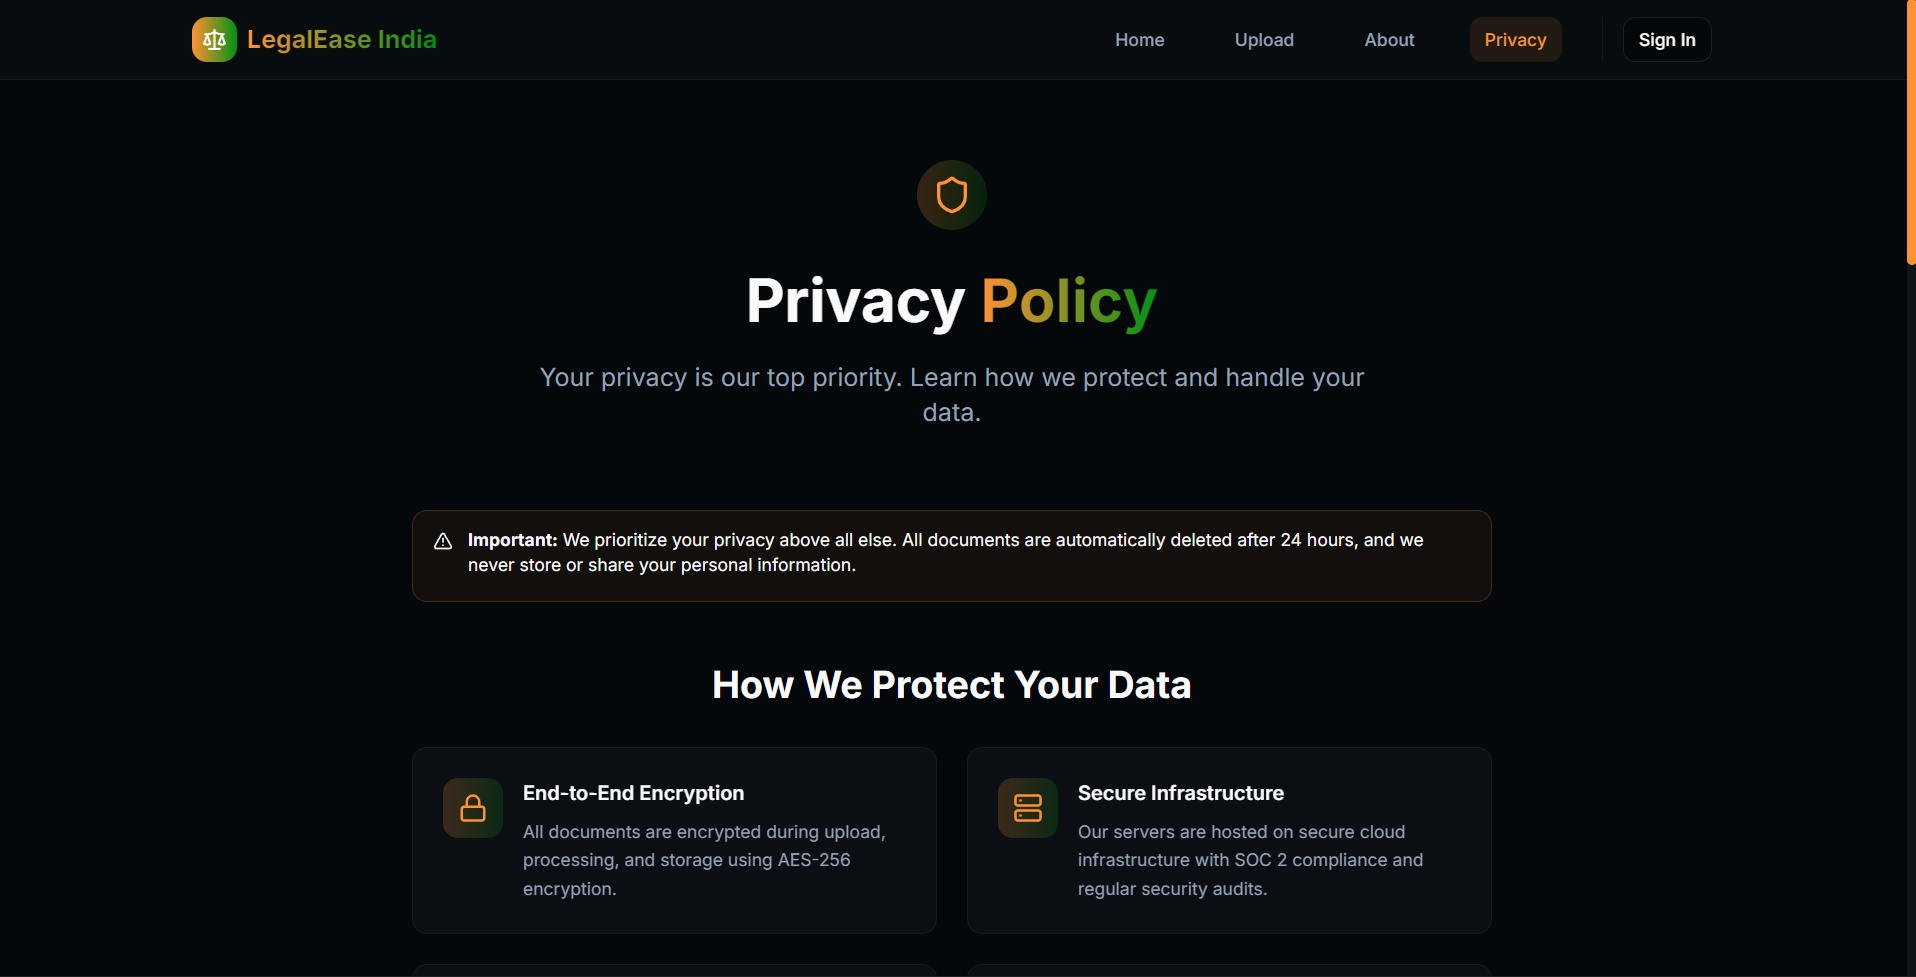 LegalEase India
Home
Upload
About
Privacy
Sign In
Privacy Policy
Your privacy is our top priority. Learn how we protect and handle your
data.
Important: We prioritize your privacy above all else. All documents are automatically deleted after 24 hours, and we
never store or share your personal information.
How We Protect Your Data
End-to-End Encryption
All documents are encrypted during upload,
processing, and storage using AES-256
encryption.
Secure Infrastructure
Our servers are hosted on secure cloud
infrastructure with SOC 2 compliance and
regular security audits.